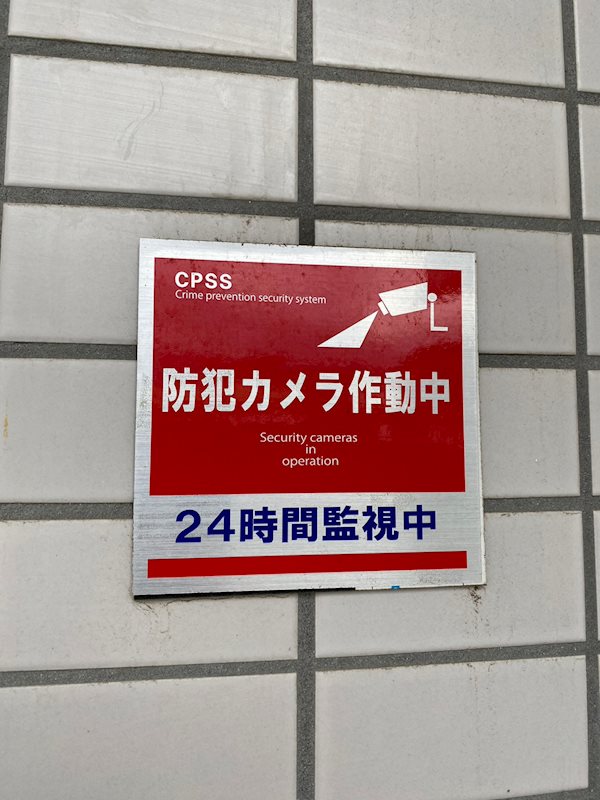 CPSS
Crime prevention security system
防犯カメラ作動中
Security cameras
in
operation
24時間監視中